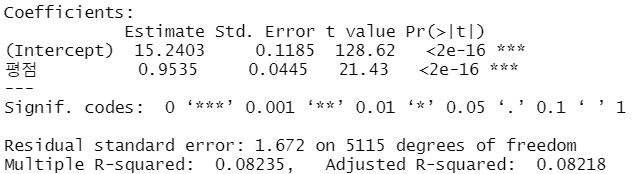 Coefficients:
Estimate Std. Error t value Pr(>|t|)
(Intercept) 15.2403 0.1185 128.62 <2e-16 ***
평점 0.9535 0.0445 21.43 <2e-16 ***
---
Signif. codes: 0 ‘***’ 0.001 ‘**’ 0.01 ‘*’ 0.05 ‘.’ 0.1 ‘ ’ 1
Residual standard error: 1.672 on 5115 degrees of freedom
Multiple R-squared: 0.08235, Adjusted R-squared: 0.08218